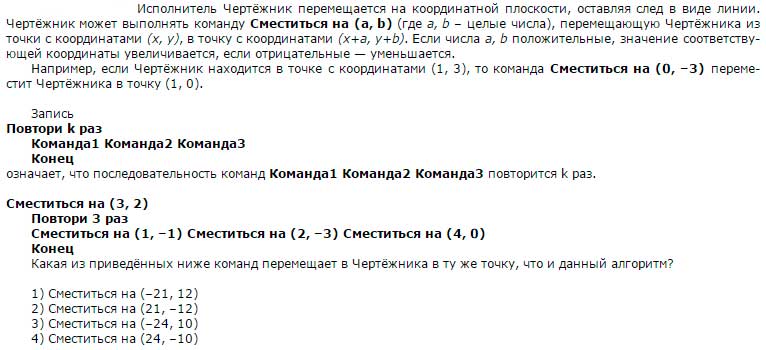 Исполнитель Чертёжник перемещается на координатной плоскости, оставляя след в виде линии.
Чертёжник может выполнять команду Сместиться на (a, b) (где a, b – целые числа), перемещающую Чертёжника из
точки с координатами (x, y), в точку с координатами (x+a, y+b). Если числа a, b положительные, значение соответству-
ющей координаты увеличивается, если отрицательные — уменьшается.
Например, если Чертёжник находится в точке с координатами (1, 3), то команда Сместиться на (0, –3) переме-
стит Чертёжника в точку (1, 0).
Запись
Повтори k раз
Команда1 Команда2 Команда3
Конец
означает, что последовательность команд Команда1 Команда2 Команда3 повторится k раз.
Сместиться на (3, 2)
Повтори 3 раз
Сместиться на (1, –1) Сместиться на (2, –3) Сместиться на (4, 0)
Конец
Какая из приведённых ниже команд перемещает в Чертёжника в ту же точку, что и данный алгоритм?
1) Сместиться на (–21, 12)
2) Сместиться на (21, –12)
3) Сместиться на (–24, 10)
4) Сместиться на (24, –10)